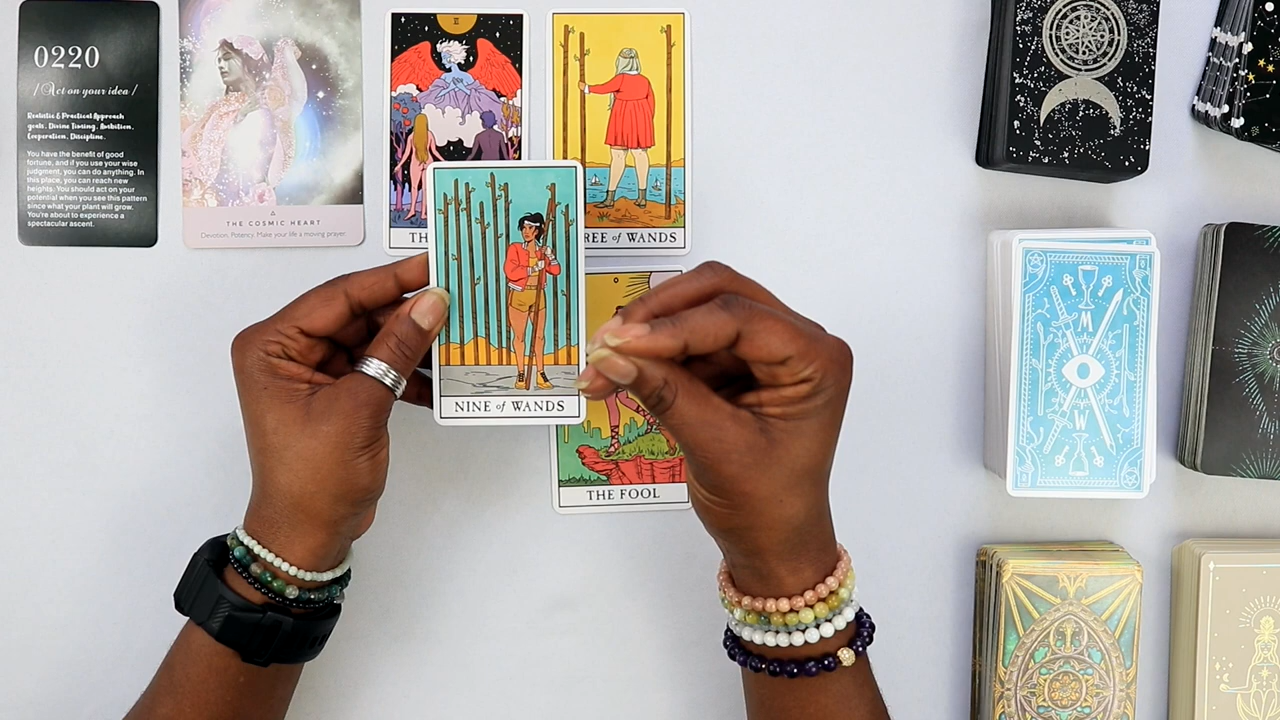 0220
/Act on your idea/
Realistic & Practical Approach
goals, Divine Timing, Ambition,
Cooperation, Discipline.
You have the benefit of good
fortune, and if you use your wise
judgment, you can do anything. In
this place, you can reach new
heights. You should act on your
potential when you see this pattern
since what your plant will grow.
You're about to experience a
spectacular ascent.
THE COSMIC HEART
Devotion. Potency. Make your life a moving prayer.
VI
TH
REE of WANDS
NINE of WANDS
0
THE FOOL
M
W